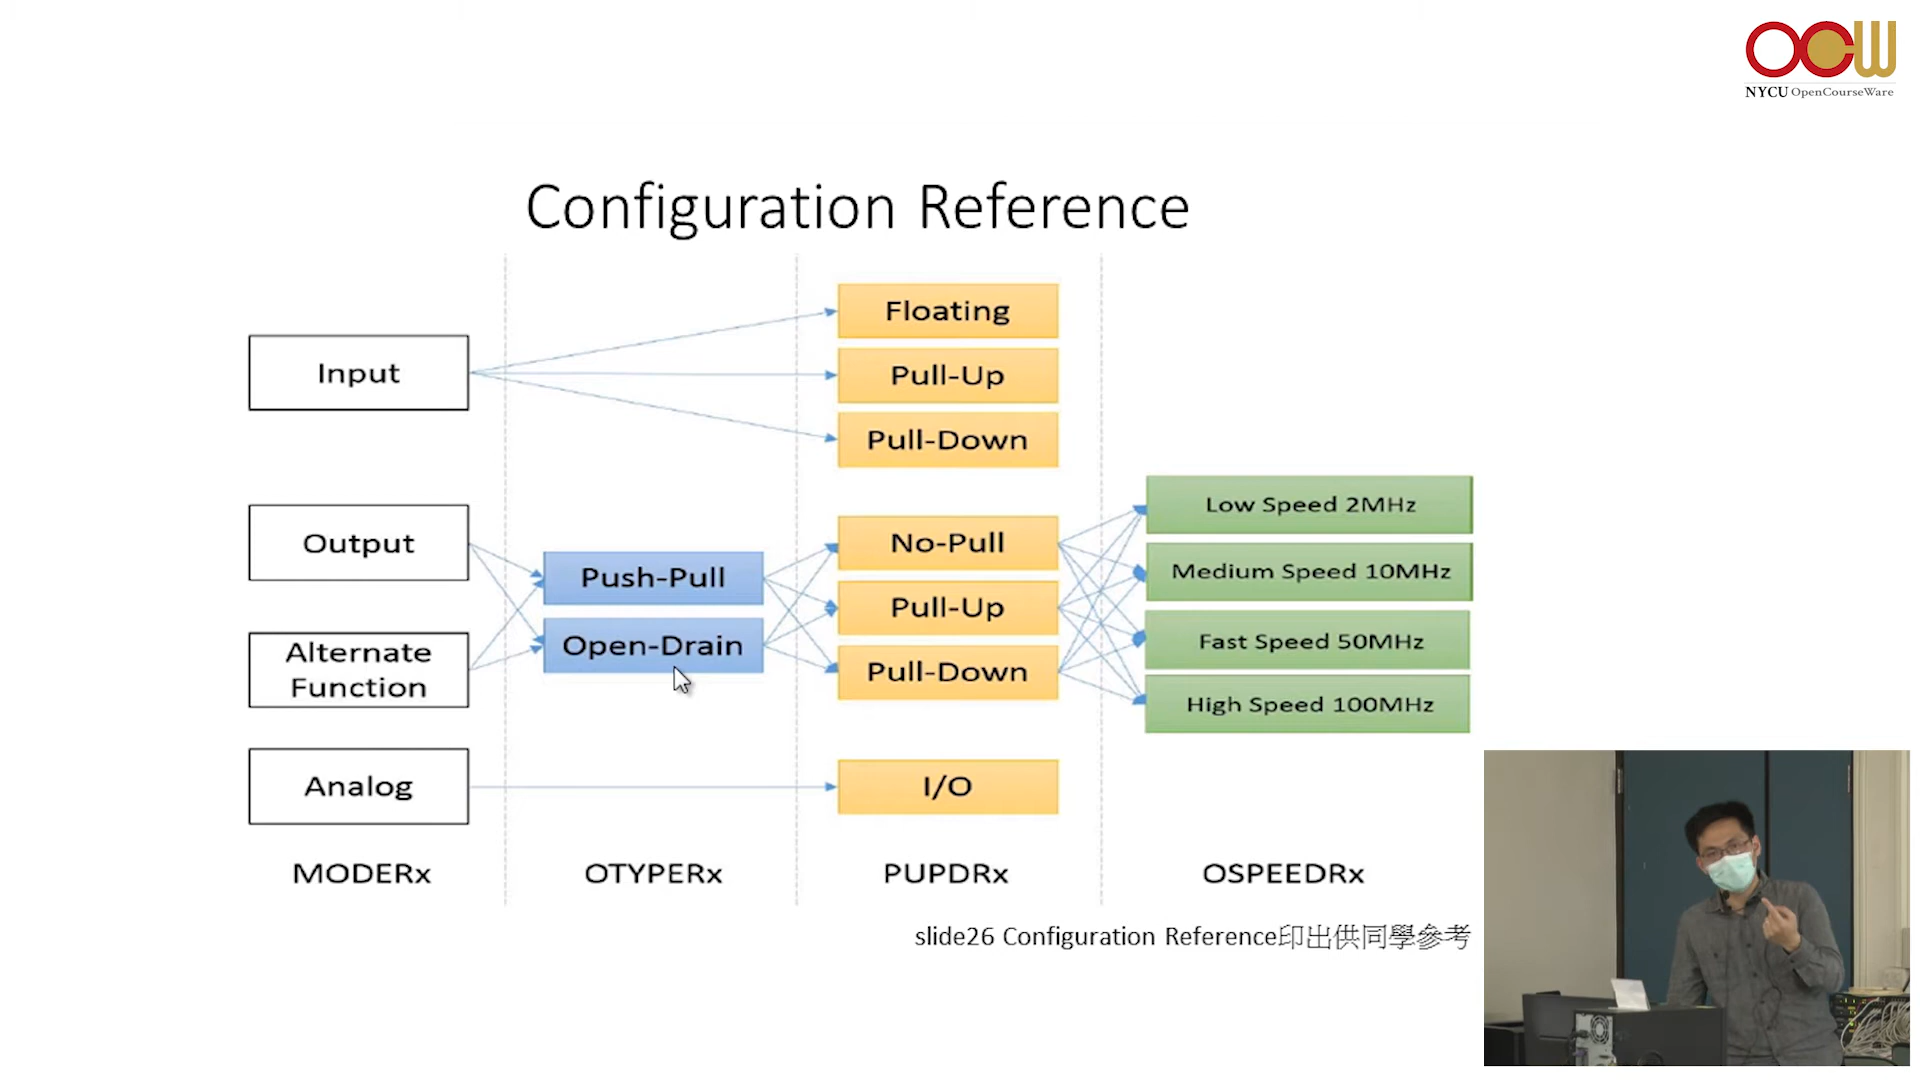 OCW
NYCU OpenCourseWare
Configuration Reference
Input
Output
Alternate
Function
Analog
MODERx
Push-Pull
Open-Drain
OTYPERx
Floating
Pull-Up
Pull-Down
No-Pull
Pull-Up
Pull-Down
I/O
PUPDRx
Low Speed 2MHz
Medium Speed 10MHz
Fast Speed 50MHz
High Speed 100MHz
OSPEEDRx
slide26 Configuration Reference印出供同學參考